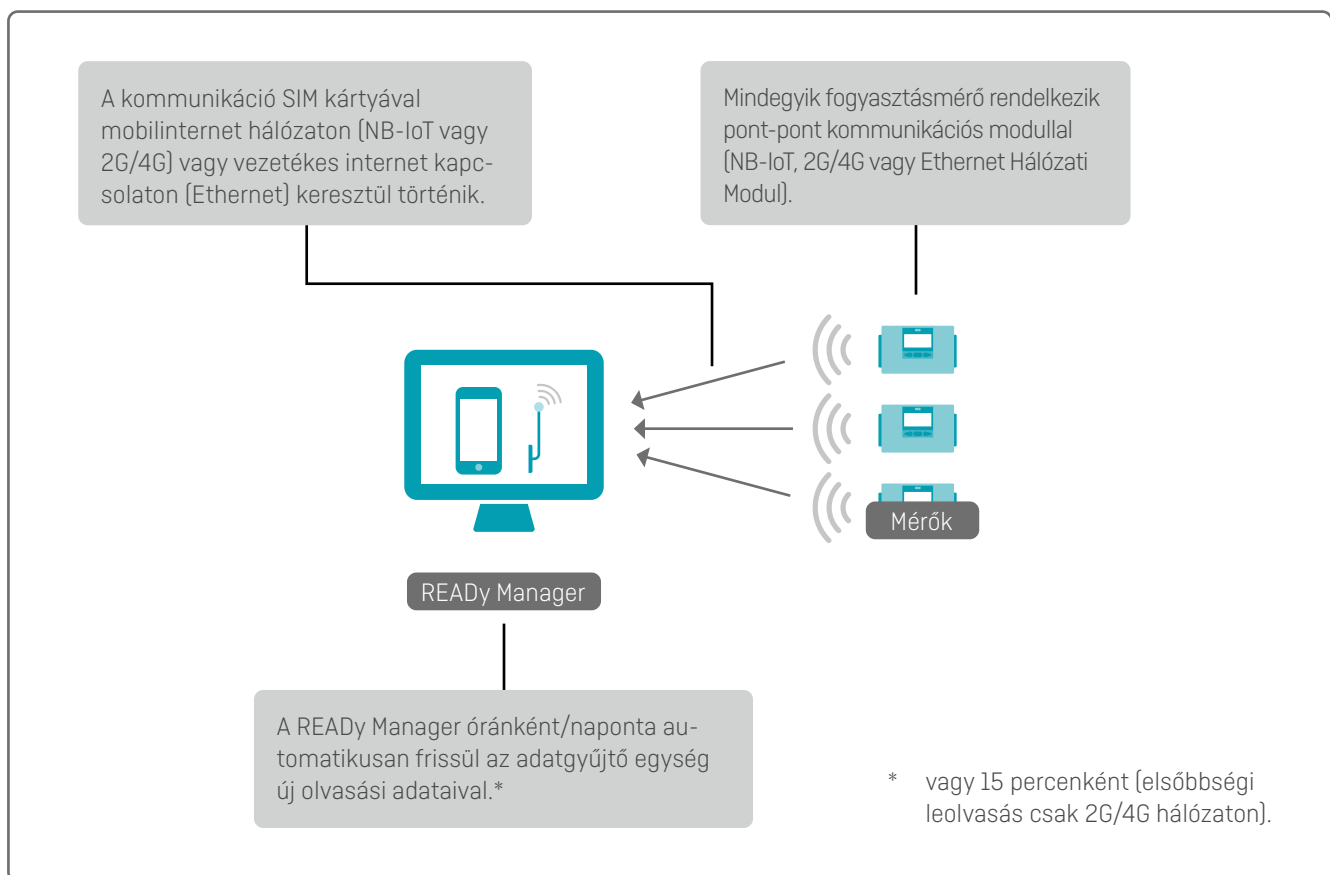 A kommunikáció SIM kártyával
mobilinternet hálózaton (NB-IoT vagy
2G/4G) vagy vezetékes internet kapc-
solaton (Ethernet) keresztül történik.
Mindegyik fogyasztásmérő rendelkezik
pont-pont kommunikációs modullal
(NB-IoT, 2G/4G vagy Ethernet Hálózati
Modul).
Mérők
READy Manager
A READy Manager óránként/naponta au-
tomatikusan frissül az adatgyűjtő egység
új olvasási adataival.*
* vagy 15 percenként (elsőbbségi
leolvasás csak 2G/4G hálózaton).